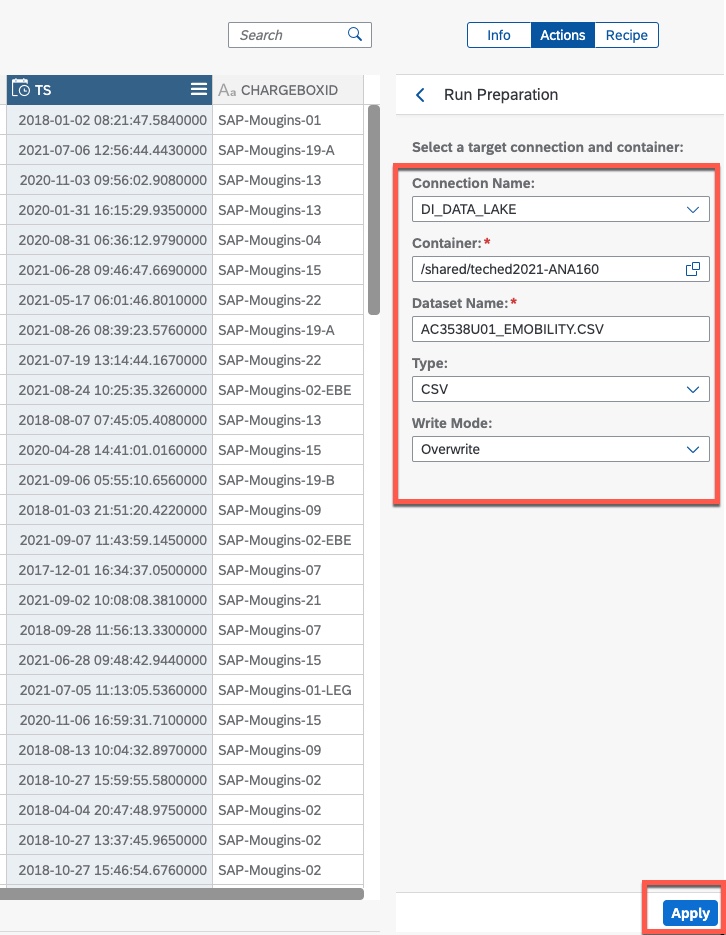 Search
Info Actions Recipe
TS Aa CHARGEBOXID
2018-01-02 08:21:47.5840000 SAP-Mougins-01
2021-07-06 12:56:44.4430000 SAP-Mougins-19-A
2020-11-03 09:56:02.9080000 SAP-Mougins-13
2020-01-31 16:15:29.9350000 SAP-Mougins-13
2020-08-31 06:36:12.9790000 SAP-Mougins-04
2021-06-28 09:46:47.6690000 SAP-Mougins-15
2021-05-17 06:01:46.8010000 SAP-Mougins-22
2021-08-26 08:39:23.5760000 SAP-Mougins-19-A
2021-07-19 13:14:44.1670000 SAP-Mougins-22
2021-08-24 10:25:35.3260000 SAP-Mougins-02-EBE
2018-08-07 07:45:05.4080000 SAP-Mougins-13
2020-04-28 14:41:01.0160000 SAP-Mougins-15
2021-09-06 05:55:10.6560000 SAP-Mougins-19-B
2018-01-03 21:51:20.4220000 SAP-Mougins-09
2021-09-07 11:43:59.1450000 SAP-Mougins-02-EBE
2017-12-01 16:34:37.0500000 SAP-Mougins-07
2021-09-02 10:08:08.3810000 SAP-Mougins-21
2018-09-28 11:56:13.3300000 SAP-Mougins-07
2021-06-28 09:48:42.9440000 SAP-Mougins-15
2021-07-05 11:13:05.5360000 SAP-Mougins-01-LEG
2020-11-06 16:59:31.7100000 SAP-Mougins-15
2018-08-13 10:04:32.8970000 SAP-Mougins-09
2018-10-27 15:59:55.5800000 SAP-Mougins-02
2018-04-04 20:47:48.9750000 SAP-Mougins-02
2018-10-27 13:37:45.9650000 SAP-Mougins-02
2018-10-27 15:46:54.6760000 SAP-Mougins-02
Run Preparation
Select a target connection and container:
Connection Name:
DI_DATA_LAKE
Container:*
/shared/teched2021-ANA160
Dataset Name:*
AC3538U01_EMOBILITY.CSV
Type:
CSV
Write Mode:
Overwrite
Apply